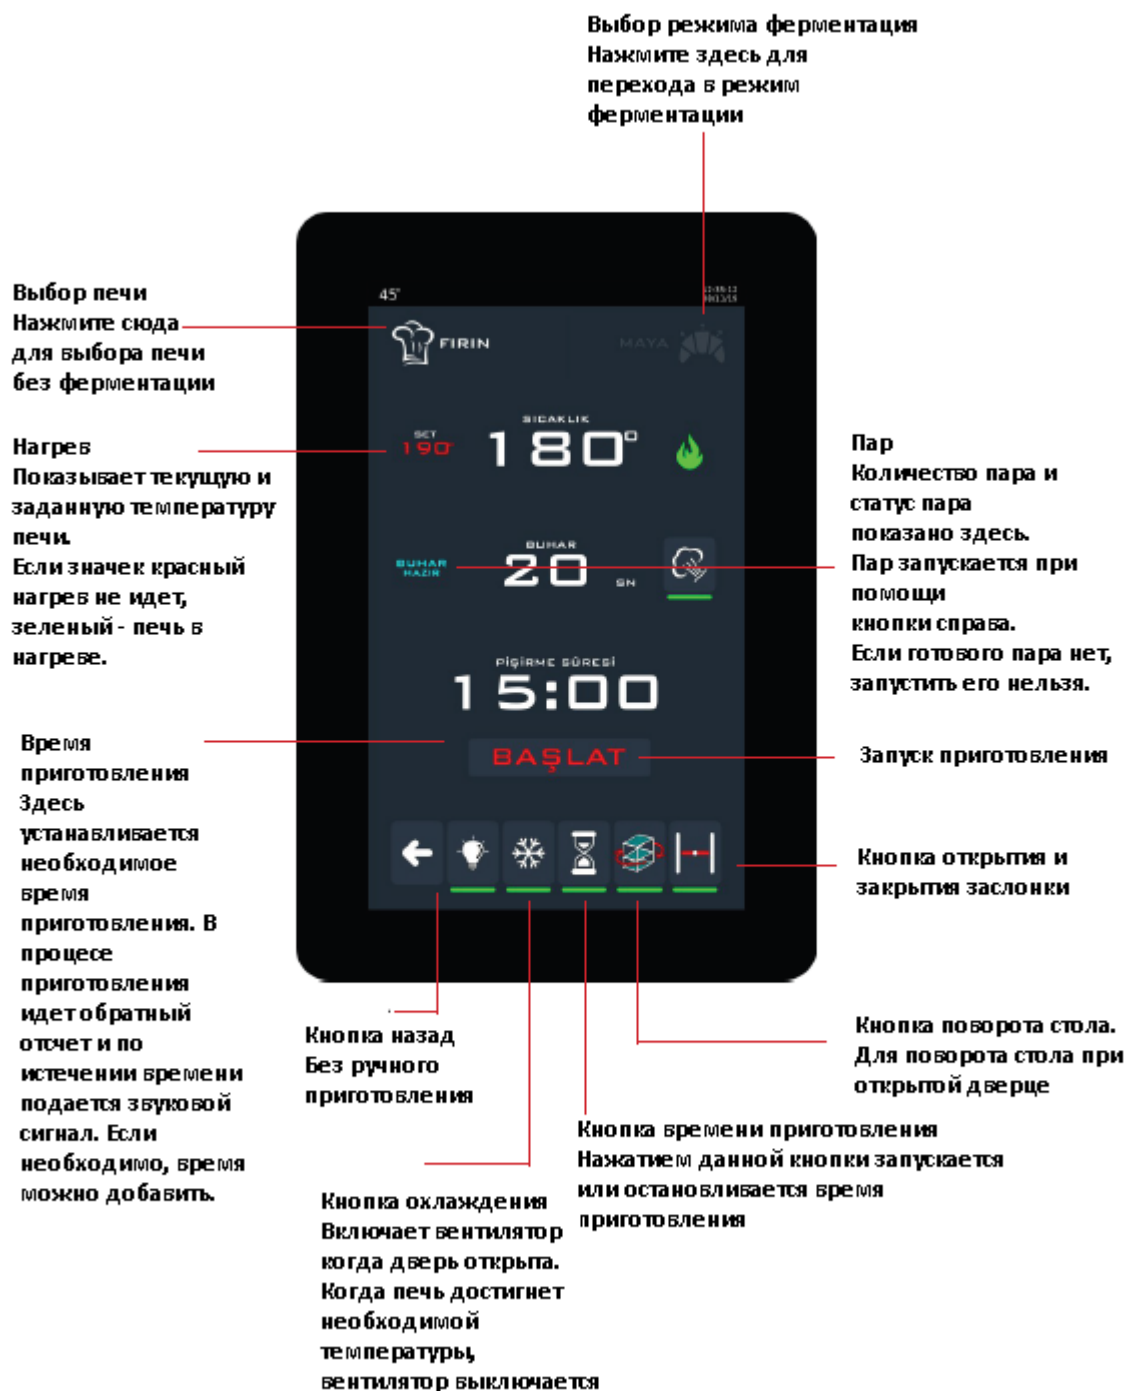 Выбор режима ферментация
Нажмите здесь для
перехода в режим
ферментации
Выбор печи
Нажмите сюда
для выбора печи
без ферментации
Нагрев
Показывает текущую и
заданную температуру
печи.
Если значек красный
нагрев не идет,
зеленый - печь в
нагреве.
Время
приготовления
Здесь
устанавливается
необходимое
время
приготовления. В
процесе
приготовления
идет обратный
отсчет и по
истечении времени
подается звуковой
сигнал. Если
необходимо, время
можно добавить.
45°
FIRIN
MAYA
SICAKLIK
SET
190°
180°
BUHAR
BUHAR
HAZIR
20
SN
PİŞİRME SÜRESİ
15:00
BAŞLAT
Пар
Количество пара и
статус пара
показано здесь.
Пар запускается при
помощи
кнопки справа.
Если готового пара нет,
запустить его нельзя.
Запуск приготовления
Кнопка открытия и
закрытия заслонки
Кнопка поворота стола.
Для поворота стола при
открытой дверце
Кнопка назад
Без ручного
приготовления
Кнопка времени приготовления
Нажатием данной кнопки запускается
или остановливается время
приготовления
Кнопка охлаждения
Включает вентилятор
когда дверь открыта.
Когда печь достигнет
необходимой
температуры,
вентилятор выключается